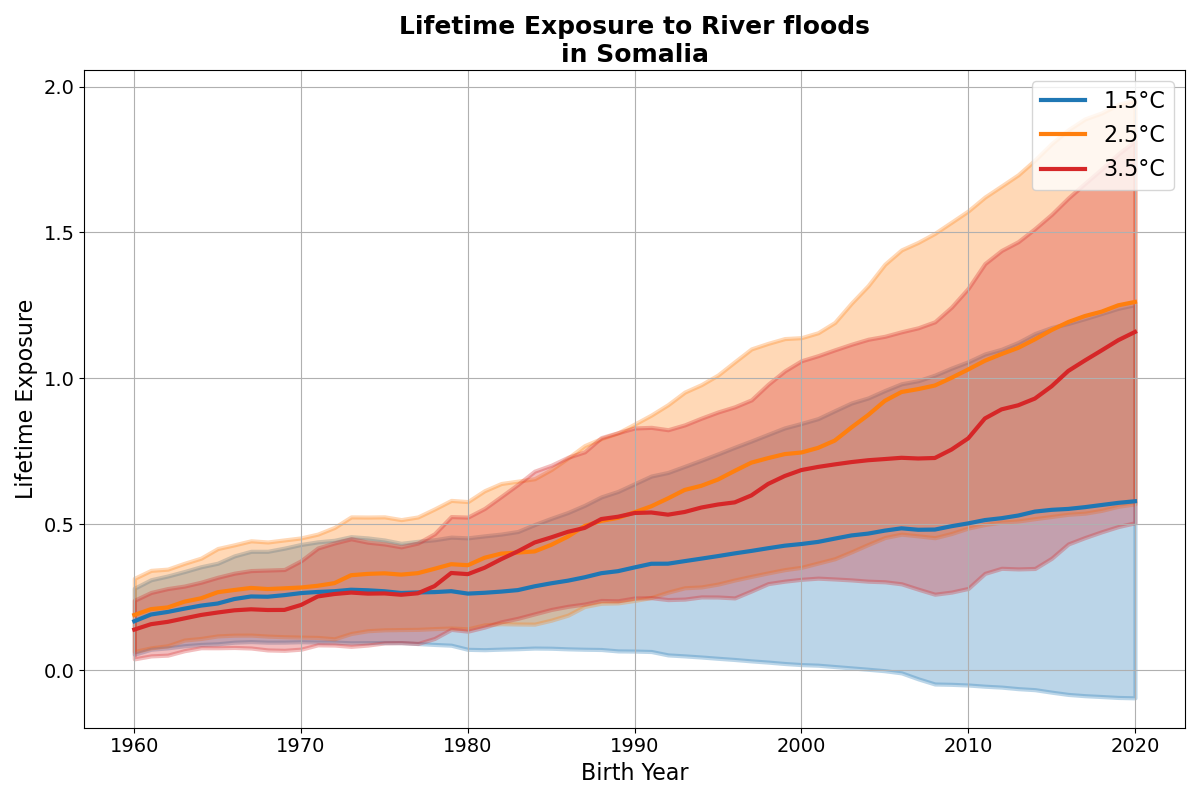 Lifetime Exposure to River floods
in Somalia
2.0
1.5
1.0
0.5
0.0
Lifetime Exposure
1.5°C
2.5°C
3.5°C
1960
1970
1980
1990
2000
2010
2020
Birth Year